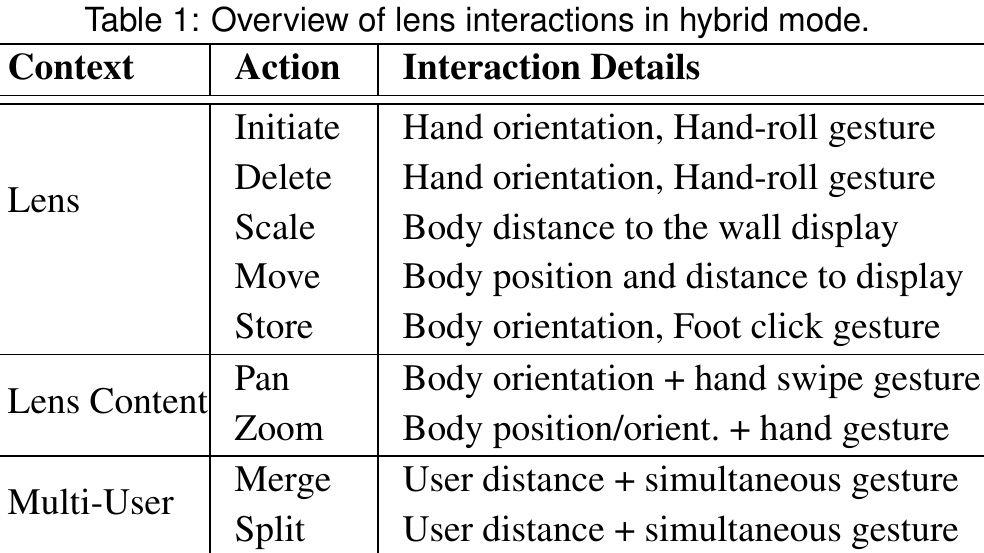 Table 1: Overview of lens interactions in hybrid mode.
Context Action Interaction Details
Lens
Initiate Hand orientation, Hand-roll gesture
Delete Hand orientation, Hand-roll gesture
Scale Body distance to the wall display
Move Body position and distance to display
Store Body orientation, Foot click gesture
Lens Content
Pan Body orientation + hand swipe gesture
Zoom Body position/orient. + hand gesture
Multi-User
Merge User distance + simultaneous gesture
Split User distance + simultaneous gesture